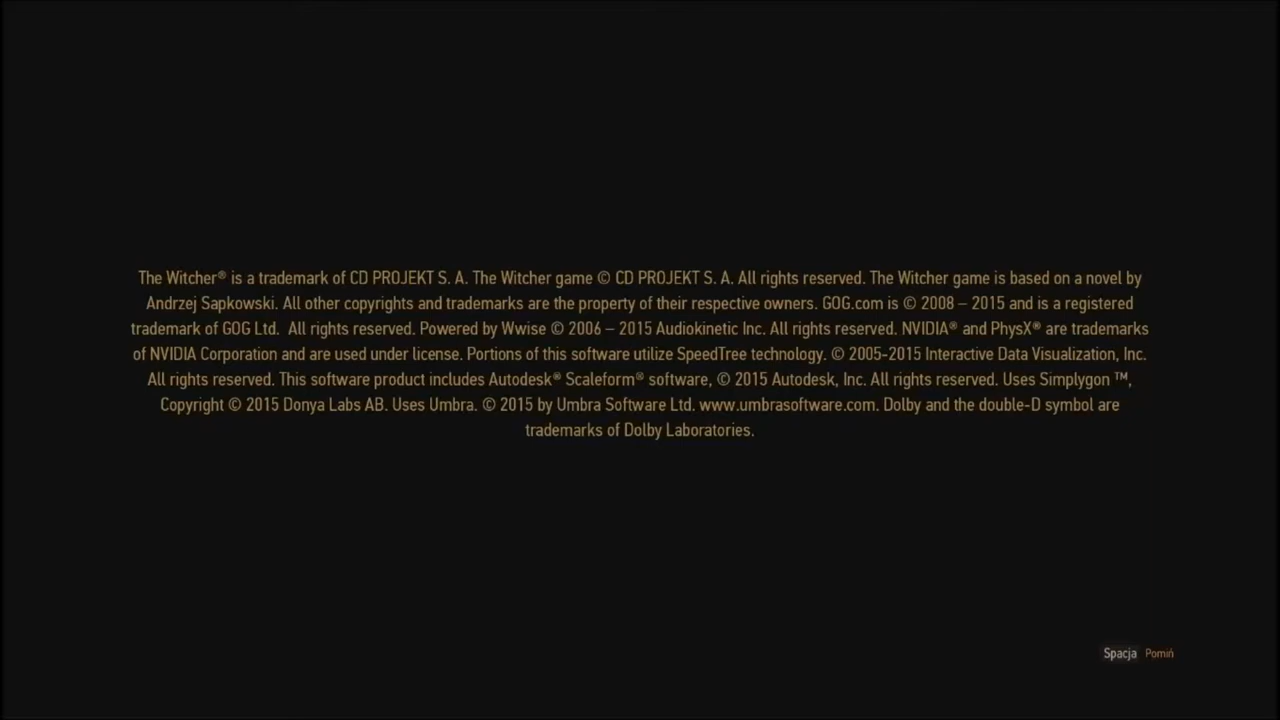 The Witcher® is a trademark of CD PROJEKT S. A. The Witcher game © CD PROJEKT S. A. All rights reserved. The Witcher game is based on a novel by
Andrzej Sapkowski. All other copyrights and trademarks are the property of their respective owners. GOG.com is © 2008 – 2015 and is a registered
trademark of GOG Ltd.  All rights reserved. Powered by Wwise © 2006 – 2015 Audiokinetic Inc. All rights reserved. NVIDIA® and PhysX® are trademarks
of NVIDIA Corporation and are used under license. Portions of this software utilize SpeedTree technology. © 2005-2015 Interactive Data Visualization, Inc.
All rights reserved. This software product includes Autodesk® Scaleform® software, © 2015 Autodesk, Inc. All rights reserved. Uses Simplygon ™,
Copyright © 2015 Donya Labs AB. Uses Umbra. © 2015 by Umbra Software Ltd. www.umbrasoftware.com. Dolby and the double-D symbol are
trademarks of Dolby Laboratories.
Spacja Pomiń